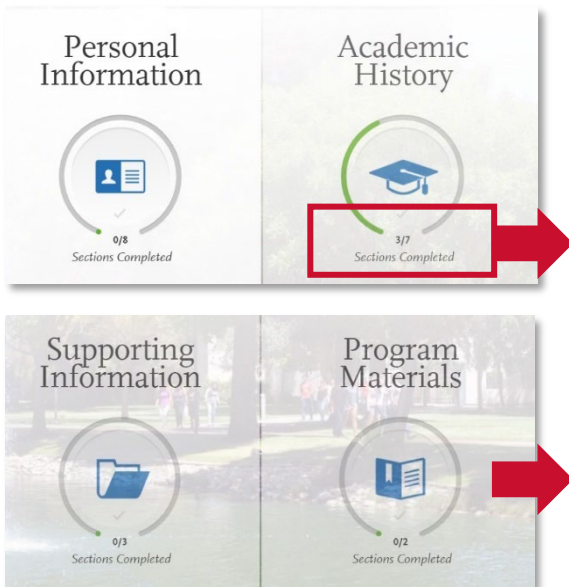 Personal
Information
0/8
Sections Completed
Academic
History
3/7
Sections Completed
Supporting
Information
0/3
Sections Completed
Program
Materials
0/2
Sections Completed